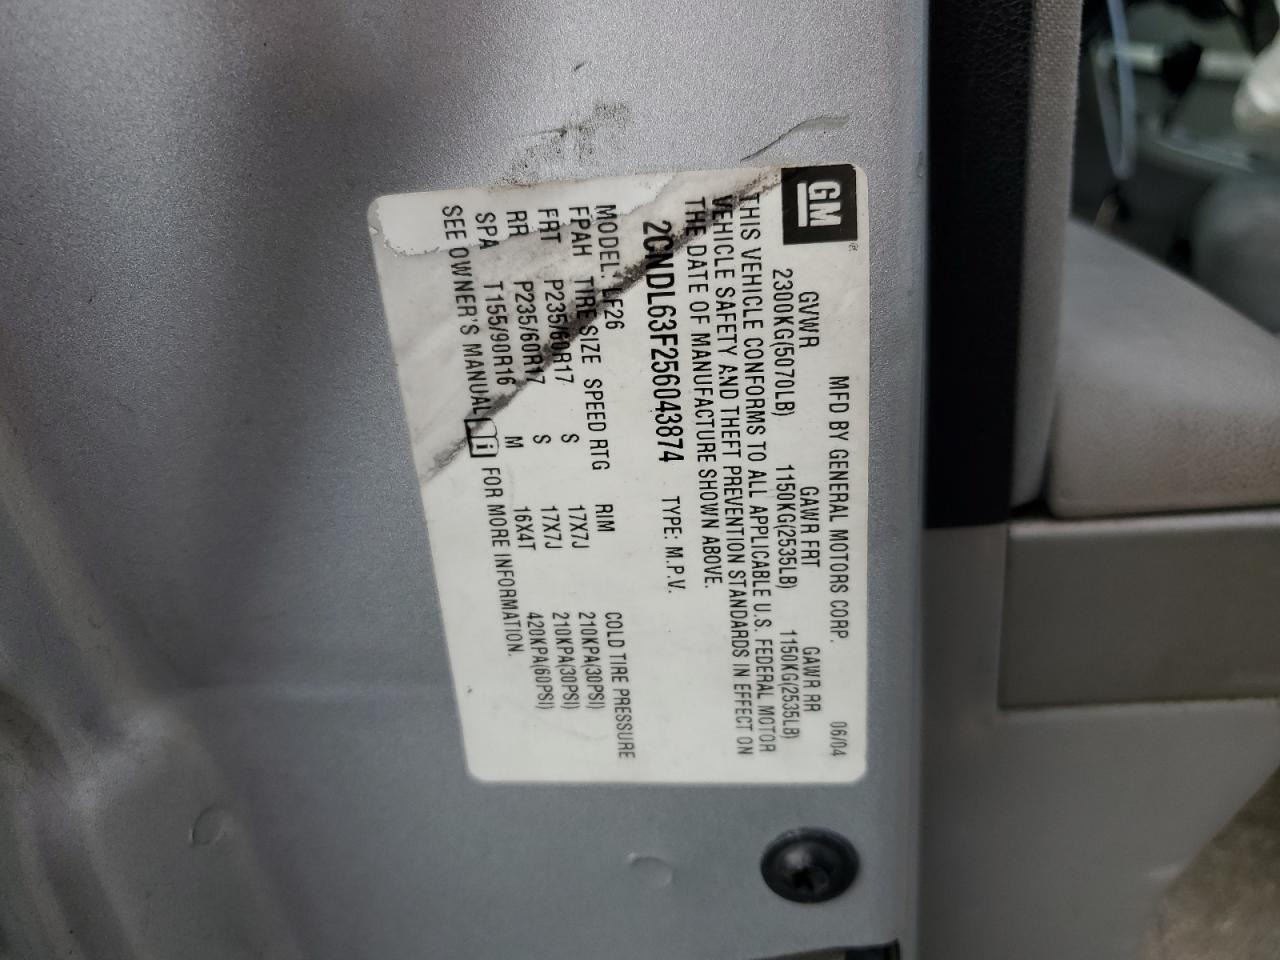 GM
MFD BY GENERAL MOTORS CORP. 06/04
GVWR GAWR FRT GAWR RR
2300KG(5070LB) 1150KG(2535LB) 1150KG(2535LB)
THIS VEHICLE CONFORMS TO ALL APPLICABLE U.S. FEDERAL MOTOR
VEHICLE SAFETY AND THEFT PREVENTION STANDARDS IN EFFECT ON
THE DATE OF MANUFACTURE SHOWN ABOVE.
2CNDL63F256043874 TYPE: M.P.V.
MODEL: LF26
FPAH TIRE SIZE SPEED RTG RIM COLD TIRE PRESSURE
FRT P235/60R17 S 17X7J 210KPA(30PSI)
RR P235/60R17 S 17X7J 210KPA(30PSI)
SPA T155/90R16 M 16X4T 420KPA(60PSI)
SEE OWNER'S MANUAL i FOR MORE INFORMATION.